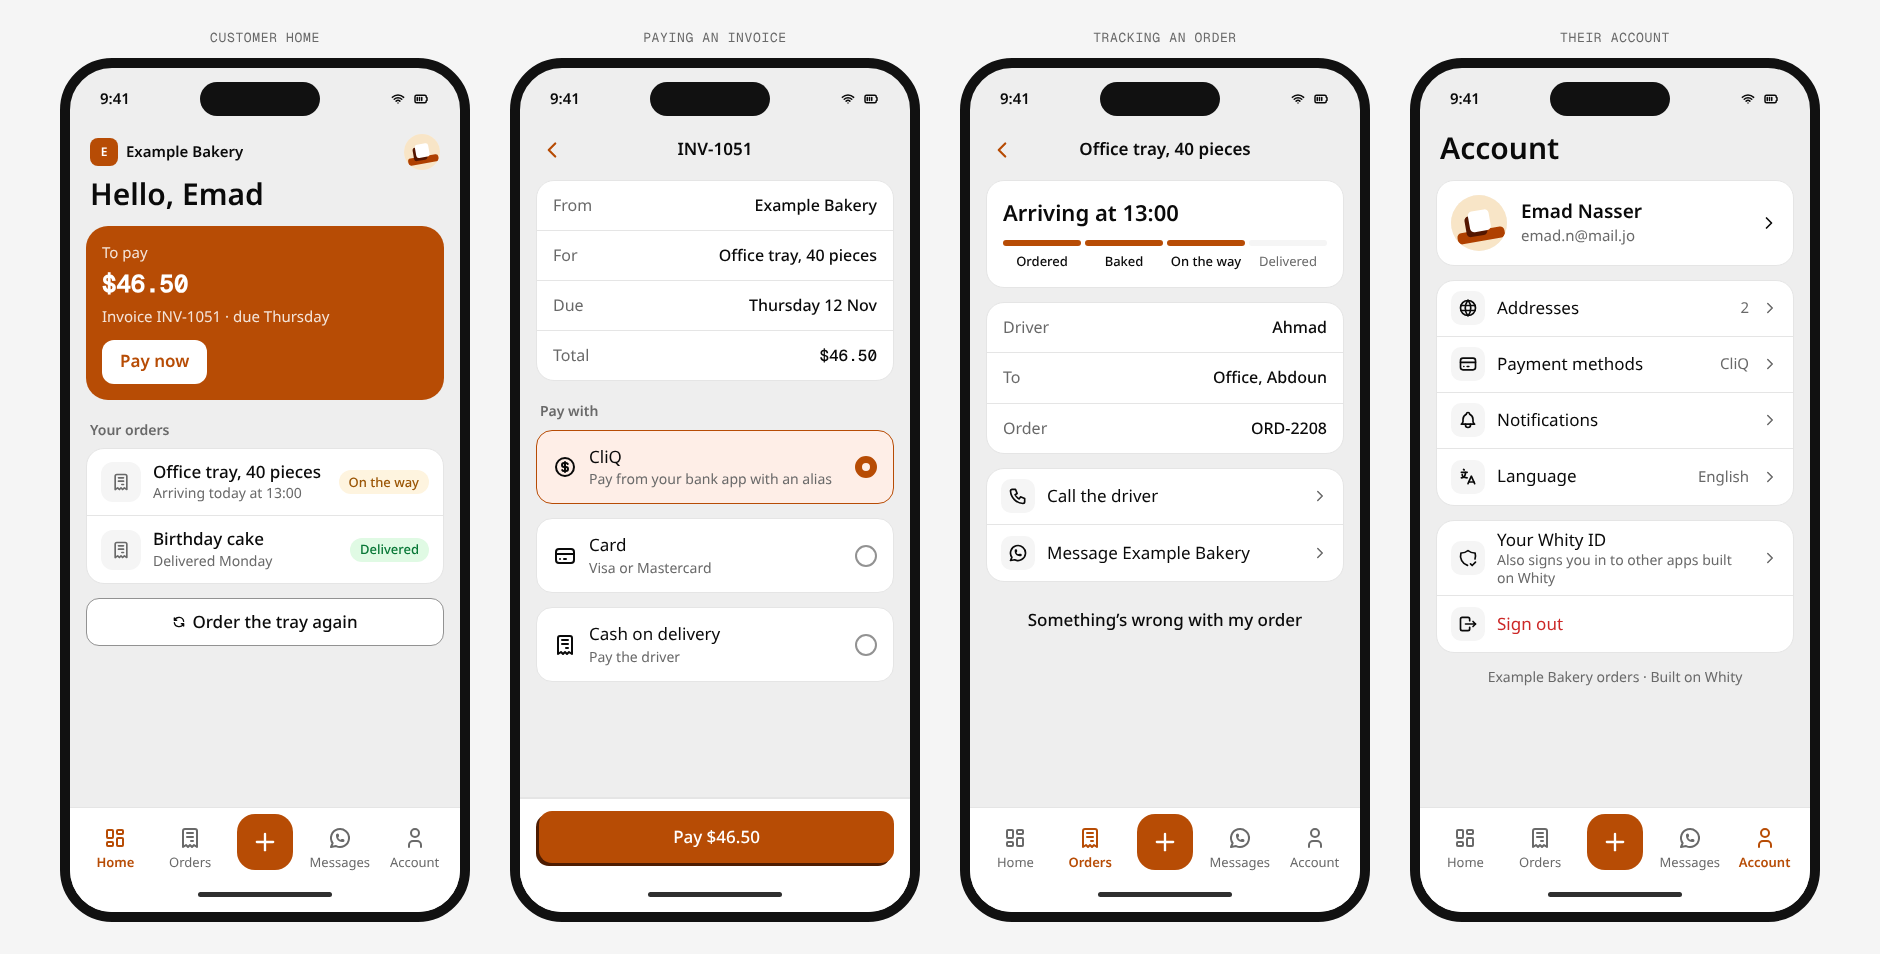 CUSTOMER HOME
9:41
E Example Bakery
Hello, Emad
To pay
$46.50
Invoice INV-1051 · due Thursday
Pay now
Your orders
Office tray, 40 pieces
Arriving today at 13:00
On the way
Birthday cake
Delivered Monday
Delivered
Order the tray again
Home
Orders
Messages
Account
PAYING AN INVOICE
9:41
INV-1051
From Example Bakery
For Office tray, 40 pieces
Due Thursday 12 Nov
Total $46.50
Pay with
CliQ
Pay from your bank app with an alias
Card
Visa or Mastercard
Cash on delivery
Pay the driver
Pay $46.50
TRACKING AN ORDER
9:41
Office tray, 40 pieces
Arriving at 13:00
Ordered Baked On the way Delivered
Driver Ahmad
To Office, Abdoun
Order ORD-2208
Call the driver
Message Example Bakery
Something's wrong with my order
Home
Orders
Messages
Account
THEIR ACCOUNT
9:41
Account
Emad Nasser
emad.n@mail.jo
Addresses 2
Payment methods CliQ
Notifications
Language English
Your Whity ID
Also signs you in to other apps built
on Whity
Sign out
Example Bakery orders · Built on Whity
Home
Orders
Messages
Account